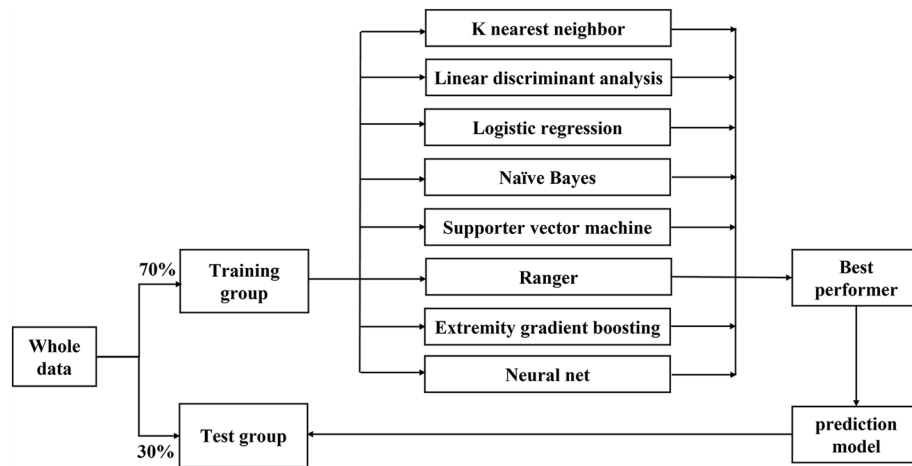 K nearest neighbor
Linear discriminant analysis
Logistic regression
Naïve Bayes
Supporter vector machine
70%
Training
group
Ranger
Best
performer
Extremity gradient boosting
Whole
data
Neural net
Test group
30%
prediction
model